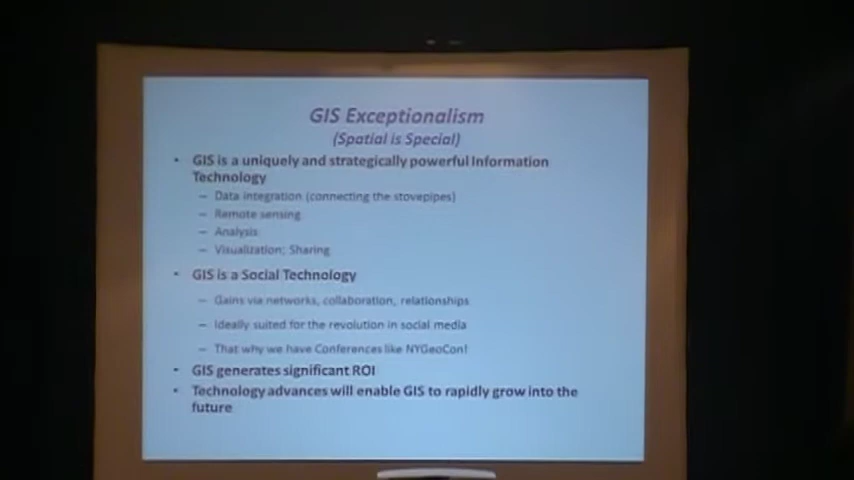 GIS Exceptionalism
(Spatial is Special)
• GIS is a uniquely and strategically powerful Information
Technology
– Data integration (connecting the stovepipes)
– Remote sensing
– Analysis
– Visualization; Sharing
• GIS is a Social Technology
– Gains via networks, collaboration, relationships
– Ideally suited for the revolution in social media
– That why we have Conferences like NYGeoCon!
• GIS generates significant ROI
• Technology advances will enable GIS to rapidly grow into the
future